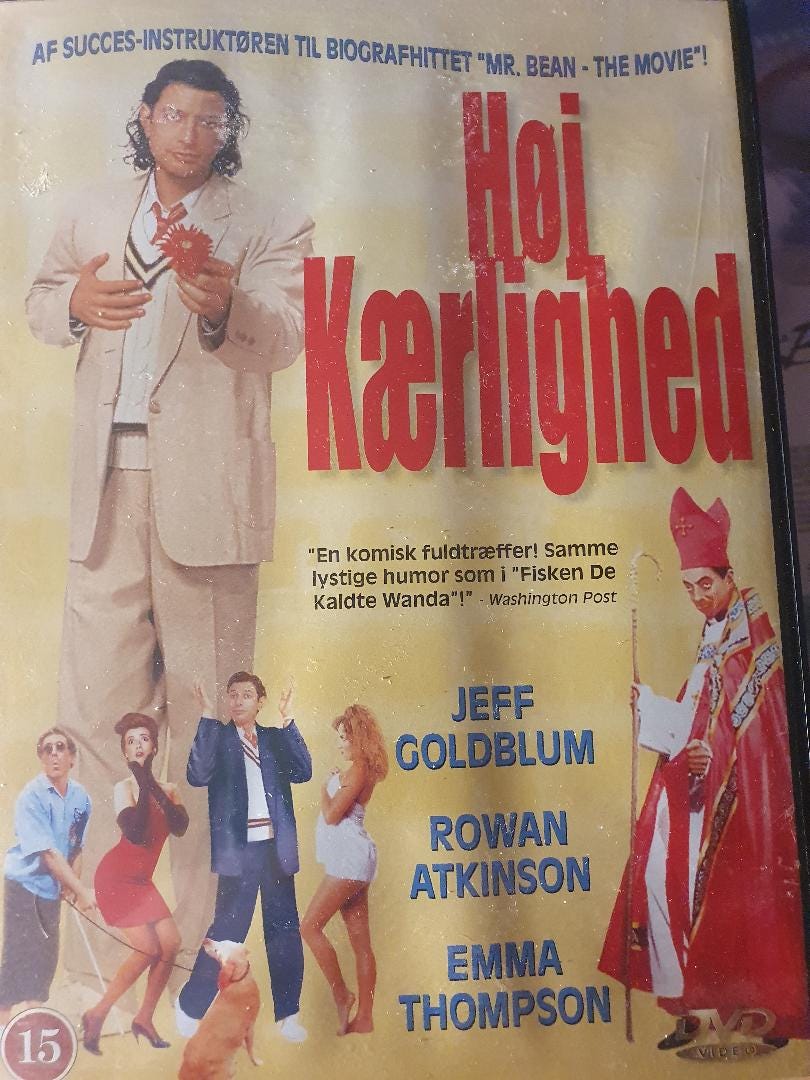 AF SUCCES-INSTRUKTØREN TIL BIOGRAFHITTET "MR. BEAN - THE MOVIE"!
Høj
Kærlighed
"En komisk fuldtræffer! Samme
lystige humor som i "Fisken De
Kaldte Wanda"!" - Washington Post
JEFF
GOLDBLUM
ROWAN
ATKINSON
EMMA
THOMPSON
15
DVD
VIDEO